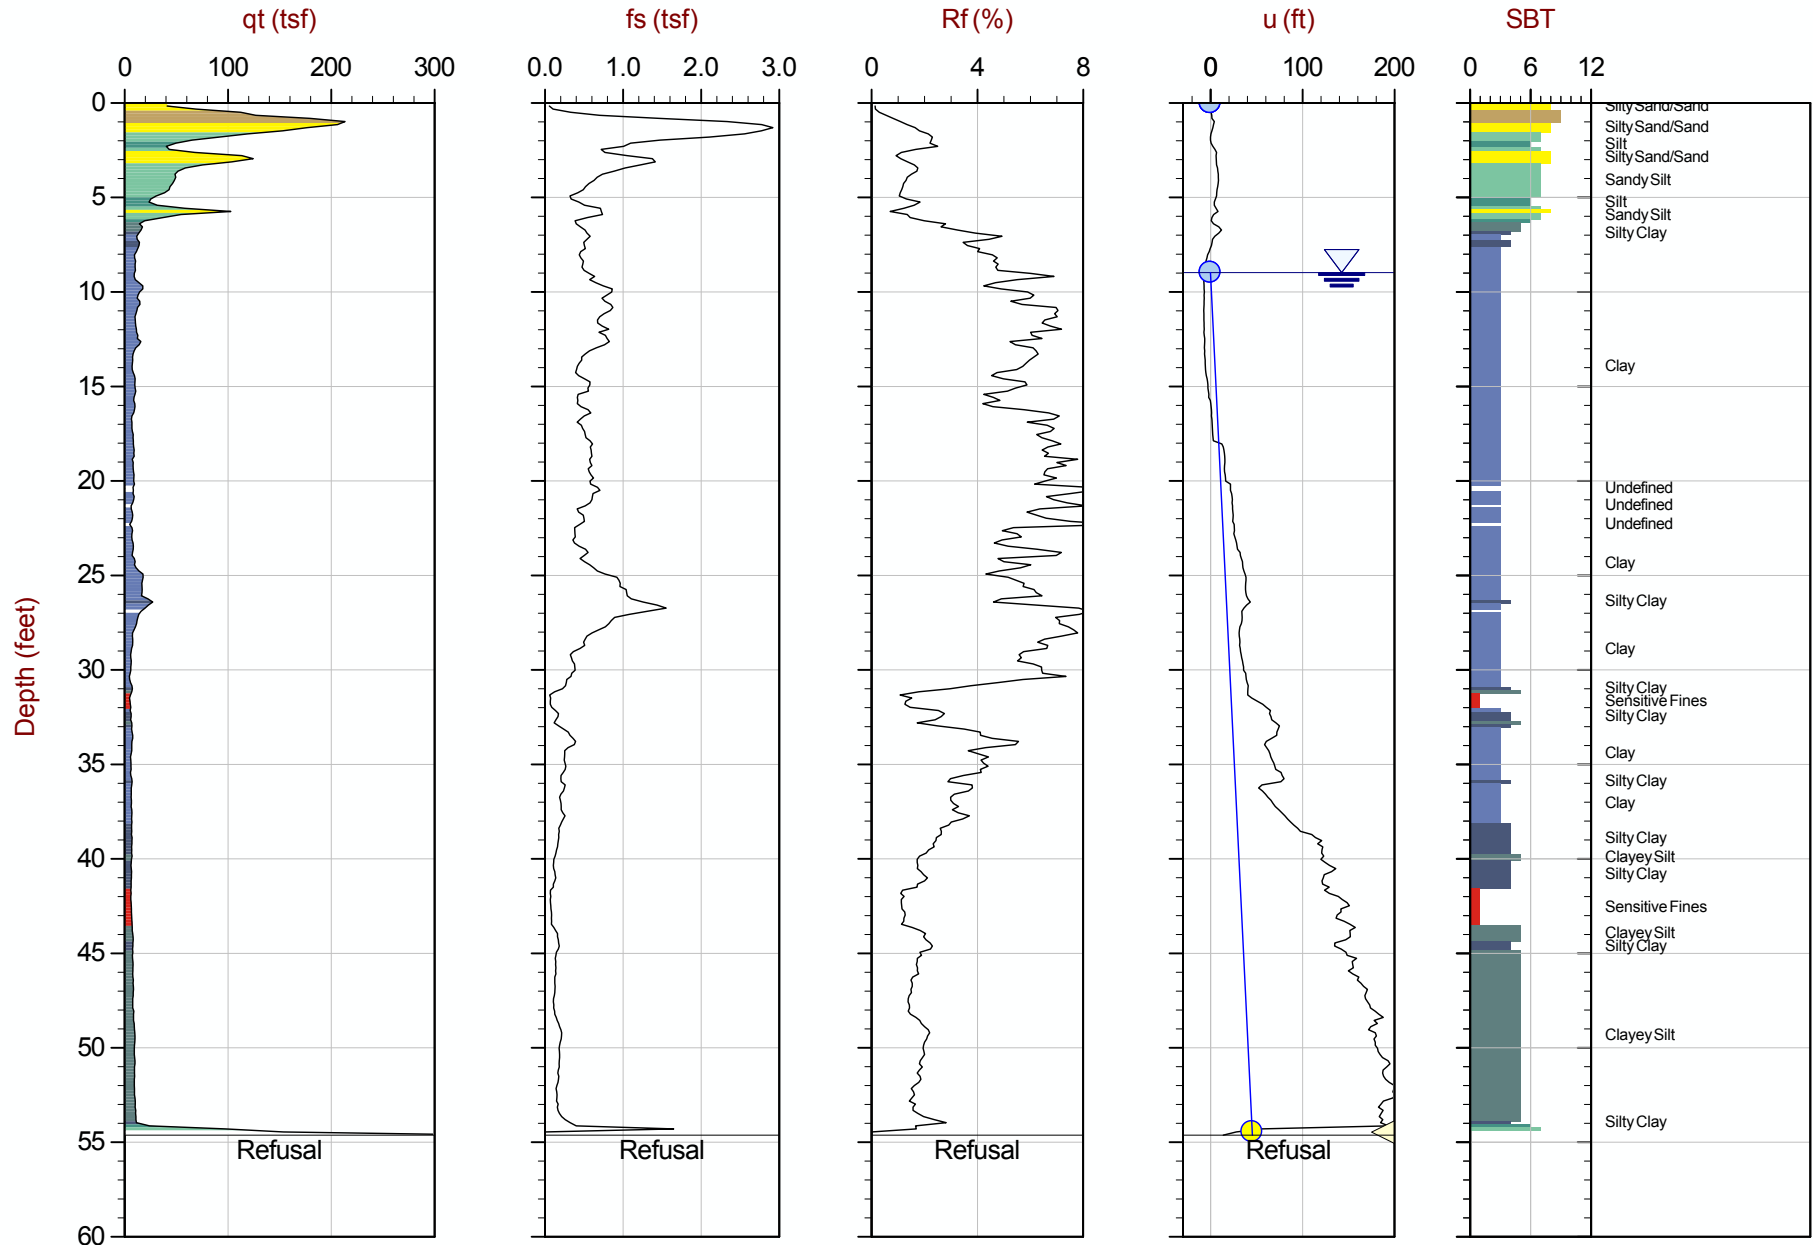 qt (tsf) fs (tsf) Rf (%) u (ft) SBT
0 100 200 300 0.0 1.0 2.0 3.0 0 4 8 0 100 200 0 6 12
0
5
10
15
20
25
30
35
40
45
50
55
60
Depth (feet)
Silty Sand/Sand
Silty Sand/Sand
Silt
Silty Sand/Sand
Sandy Silt
Silt
Sandy Silt
Silty Clay
Clay
Undefined
Undefined
Undefined
Clay
Silty Clay
Clay
Silty Clay
Sensitive Fines
Silty Clay
Clay
Silty Clay
Clay
Silty Clay
Clayey Silt
Silty Clay
Sensitive Fines
Clayey Silt
Silty Clay
Clayey Silt
Silty Clay
Refusal Refusal Refusal Refusal